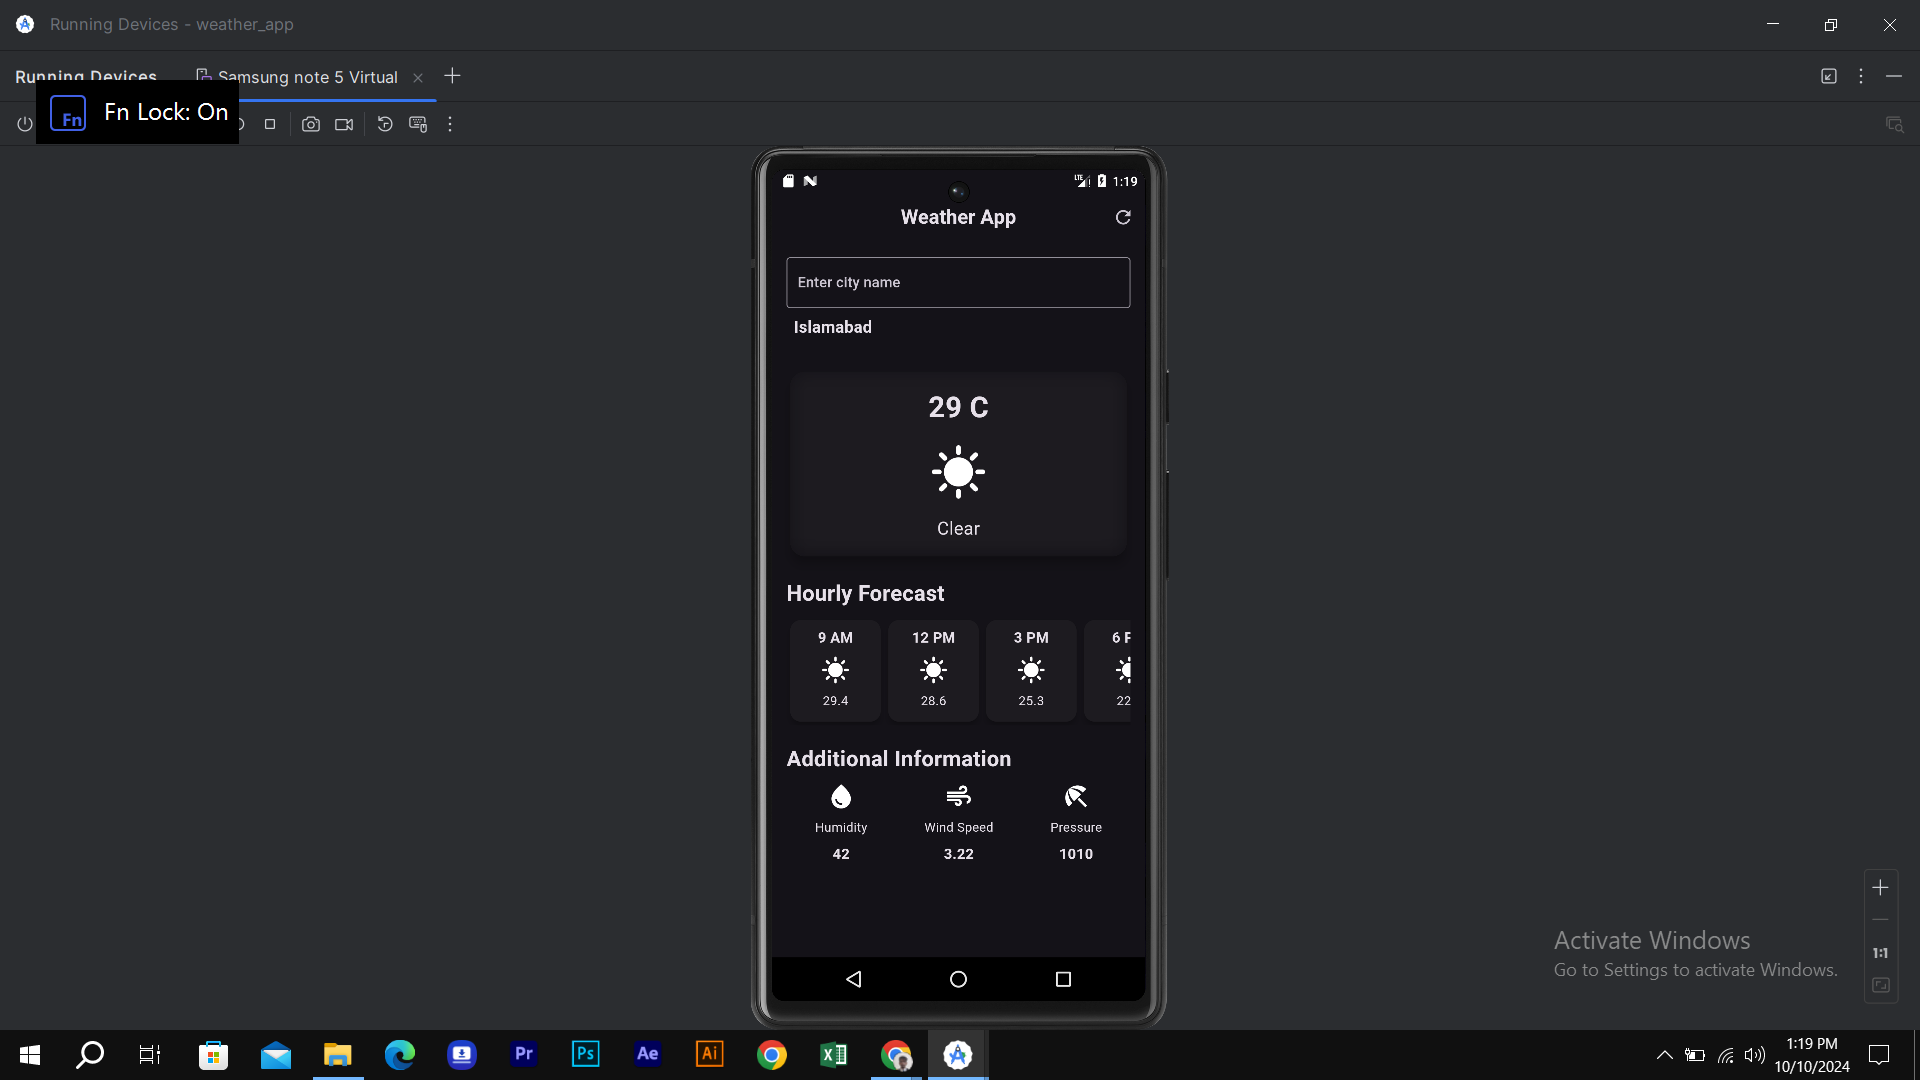 Running Devices - weather_app
Running Devices
Samsung note 5 Virtual
Fn
Fn Lock: On
LTE
1:19
Weather App
Enter city name
Islamabad
29 C
Clear
Hourly Forecast
9 AM
12 PM
3 PM
29.4
28.6
25.3
22
Additional Information
Humidity
Wind Speed
Pressure
42
3.22
1010
Activate Windows
Go to Settings to activate Windows.
1:1
Pr
Ps
Ae
Ai
1:19 PM
10/10/2024